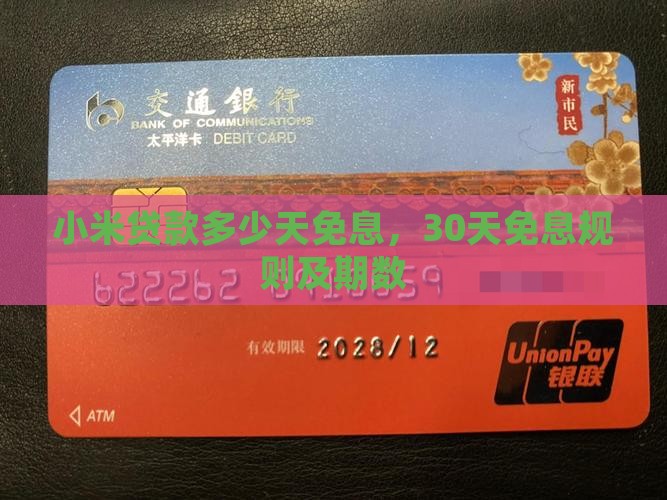 交通銀行
BANK OF COMMUNICATIONS
太平洋卡 DEBIT CARD
新市民
小米贷款多少天免息，30天免息规
则及期数
622262
有效期限 2028/12
UnionPay
银联
ATM